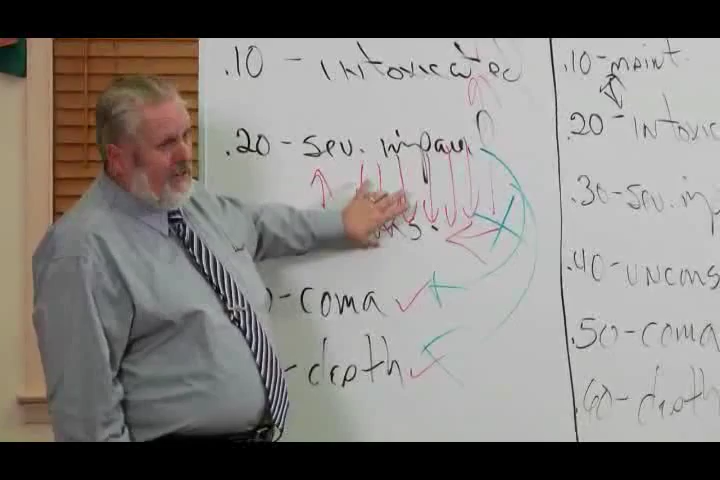 .10 - intoxicated
.20 - sev. impair
- coma
- death
.10 - maint.
20 - intoxic
.30 - sev. imp
.40 - uncons
.50 - coma
.60 - death